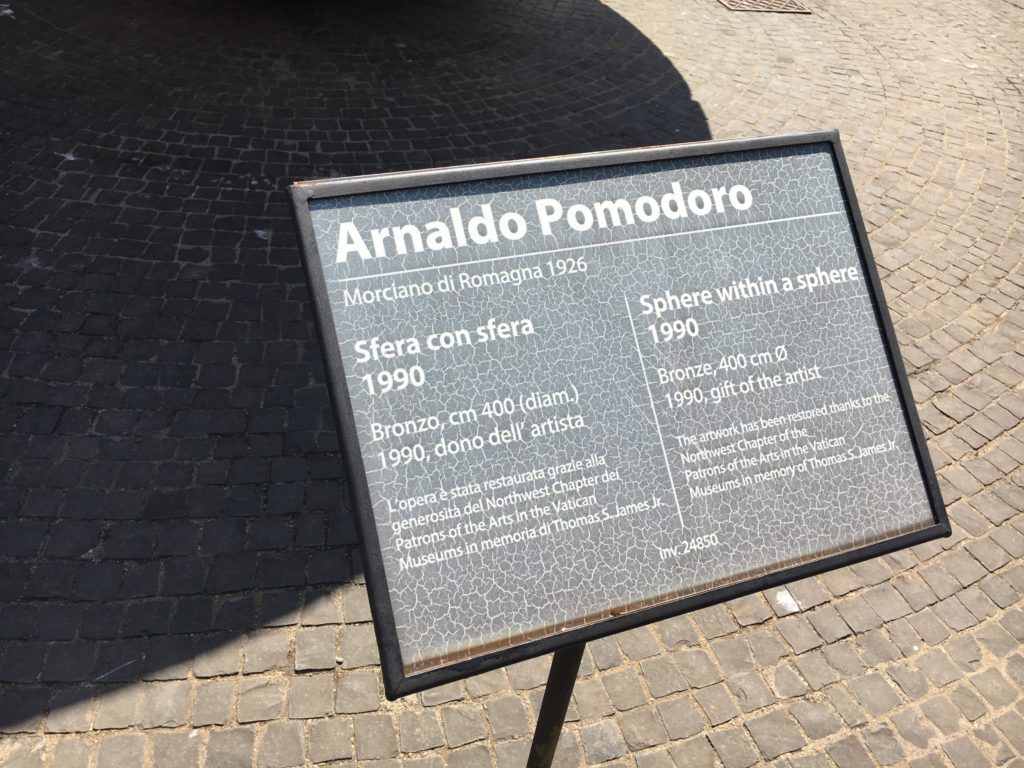 Arnaldo Pomodoro
Morciano di Romagna 1926
Sfera con sfera
1990
Bronzo, cm 400 (diam.)
1990, dono dell' artista
L'opera è stata restaurata grazie alla
generosità del Northwest Chapter del
Patrons of the Arts in the Vatican
Museums in memoria di Thomas S. James Jr.
Sphere within a sphere
1990
Bronze, 400 cm Ø
1990, gift of the artist
The artwork has been restored thanks to the
Northwest Chapter of the
Patrons of the Arts in the Vatican
Museums in memory of Thomas S. James Jr.
Inv. 24850